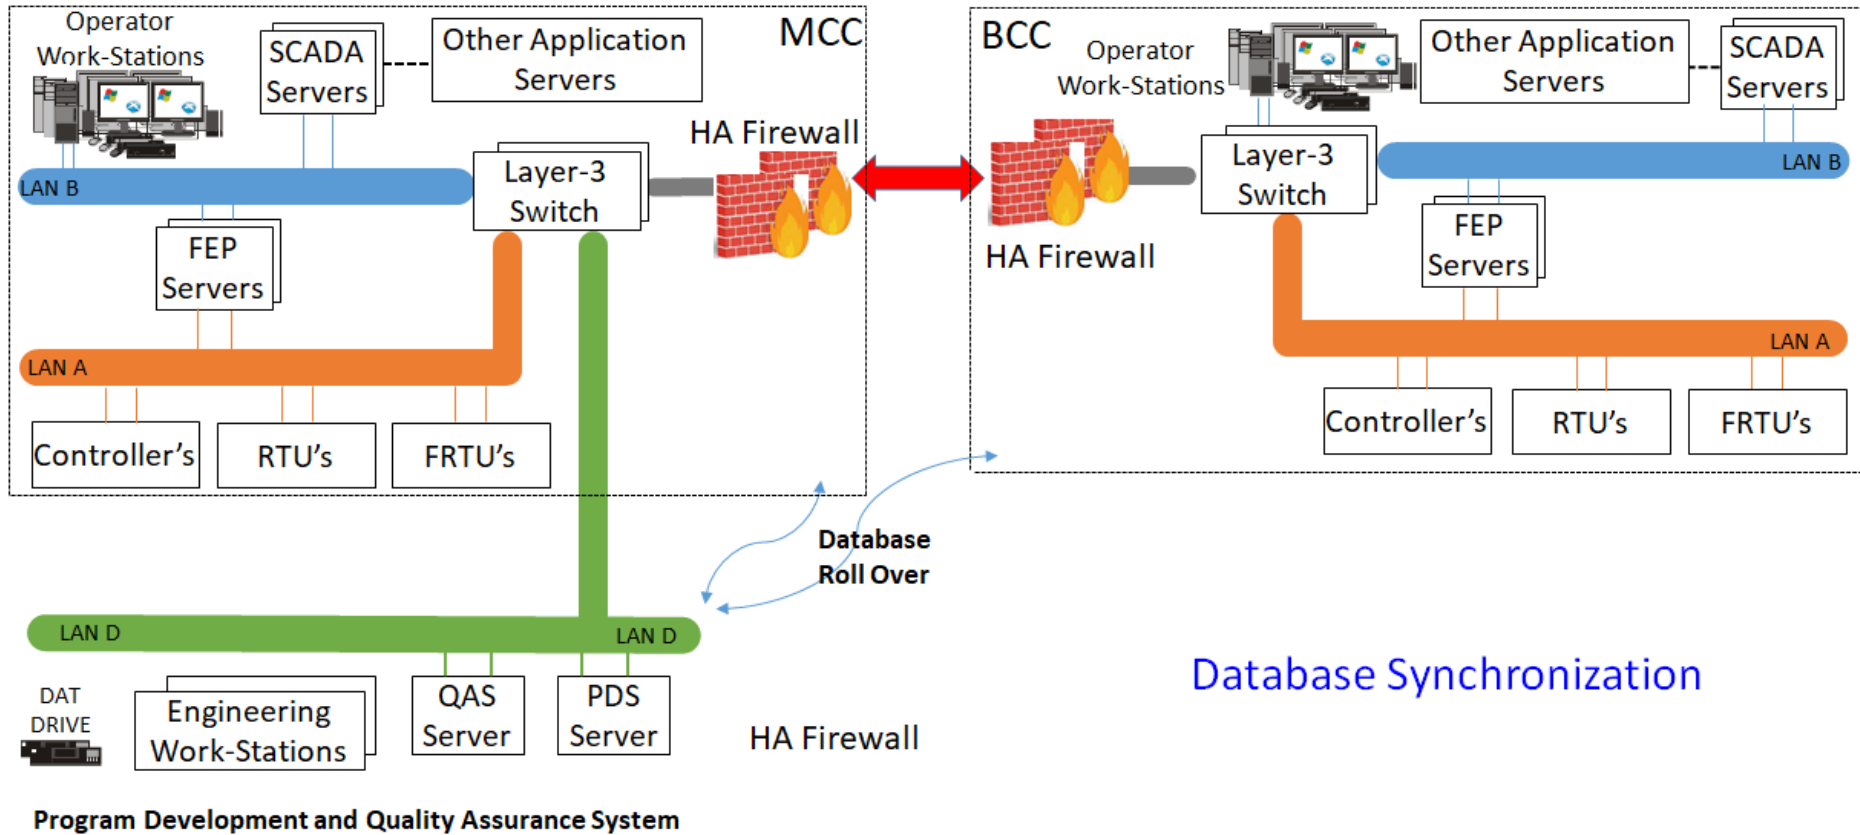 Operator
Work-Stations
SCADA
Servers
Other Application
Servers
MCC
HA Firewall
LAN B
Layer-3
Switch
FEP
Servers
LAN A
Controller's
RTU's
FRTU's
BCC
Operator
Work-Stations
Other Application
Servers
SCADA
Servers
HA Firewall
Layer-3
Switch
LAN B
FEP
Servers
LAN A
Controller's
RTU's
FRTU's
Database
Roll Over
LAN D
LAN D
DAT
DRIVE
Engineering
Work-Stations
QAS
Server
PDS
Server
HA Firewall
Database Synchronization
Program Development and Quality Assurance System